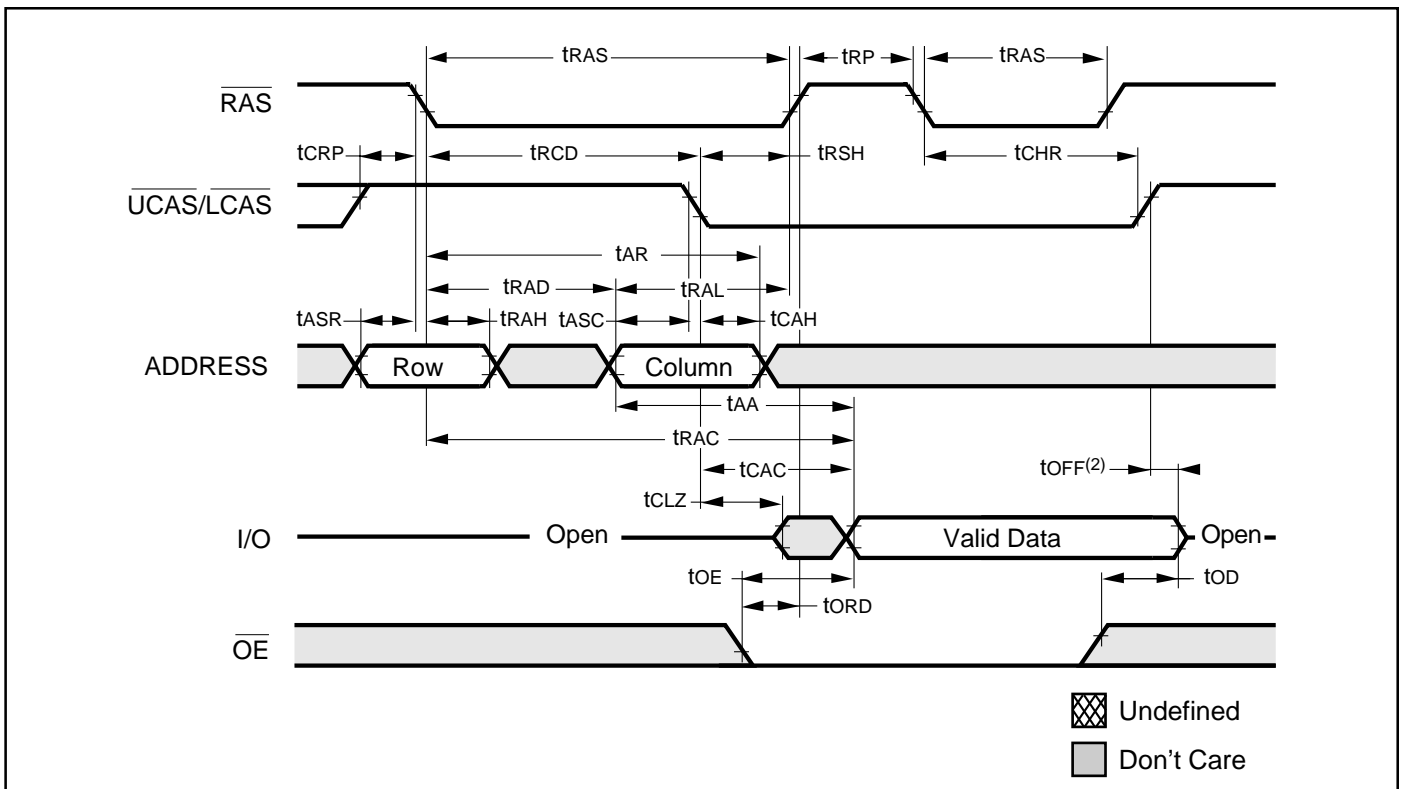 tRAS tRP tRAS
RAS
tCRP tRCD tRSH tCHR
UCAS/LCAS
tAR
tRAD tRAL
tASR tRAH tASC tCAH
ADDRESS Row Column
tAA
tRAC
tCAC tOFF(2)
tCLZ
I/O Open Valid Data Open
tOE tOD
tORD
OE
Undefined
Don't Care